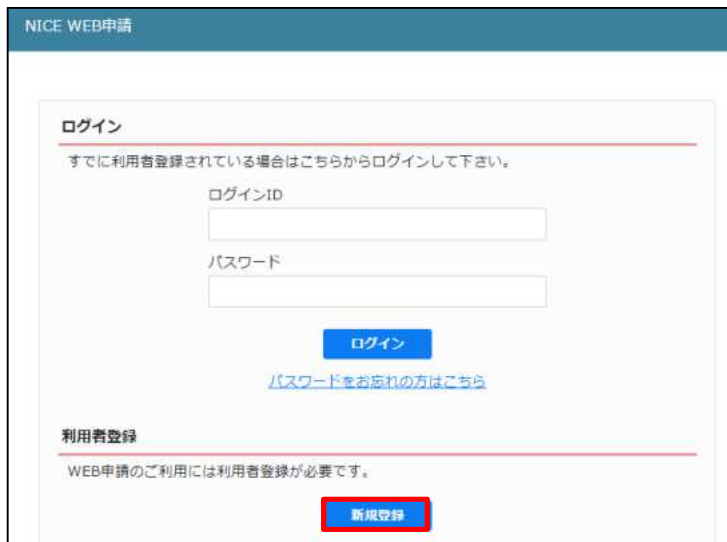 NICE WEB申請
ログイン
すでに利用者登録されている場合はこちらからログインして下さい。
ログインID
パスワード
ログイン
パスワードをお忘れの方はこちら
利用者登録
WEB申請のご利用には利用者登録が必要です。
新規登録